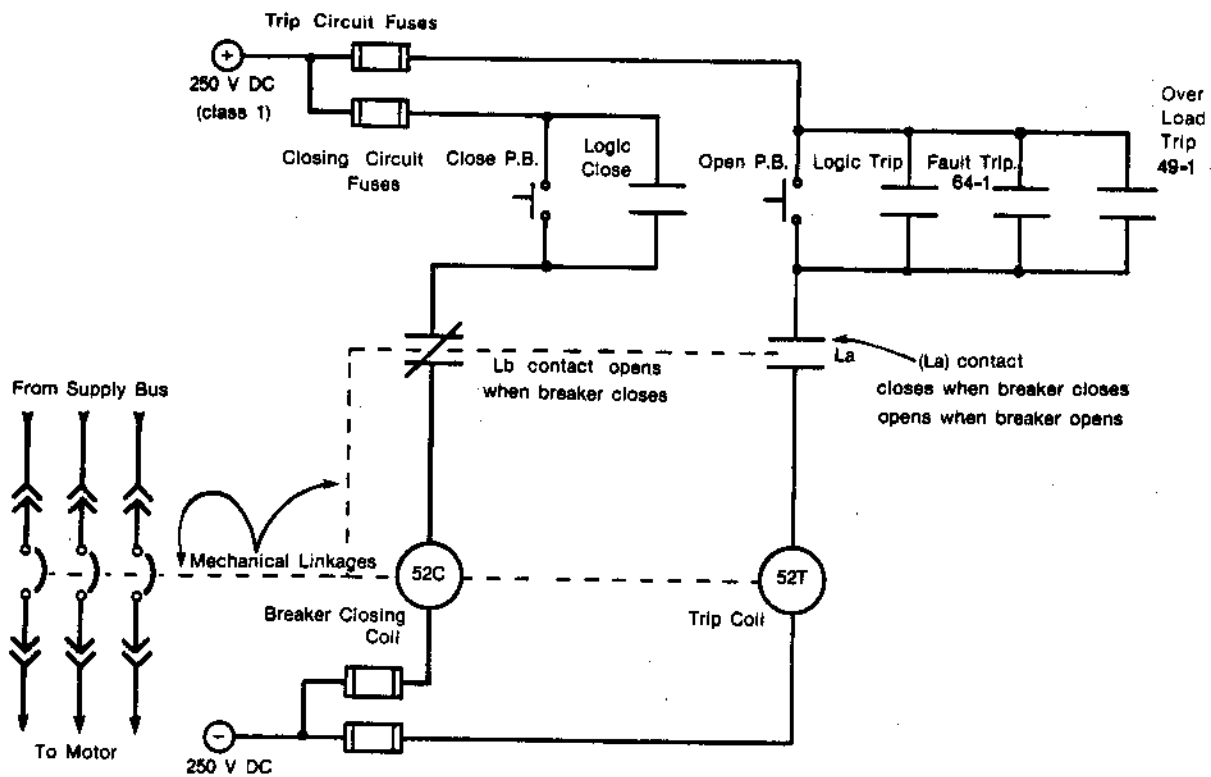 Trip Circuit Fuses
+
250 V DC
(class 1)
Closing Circuit
Fuses
Close P.B.
Logic
Close
Open P.B.
Logic Trip
Fault Trip.
64-1
Over
Load
Trip
49-1
Lb contact opens
when breaker closes
La
(La) contact
closes when breaker closes
opens when breaker opens
From Supply Bus
Mechanical Linkages
52C
52T
Breaker Closing
Coil
Trip Coil
To Motor
−
250 V DC